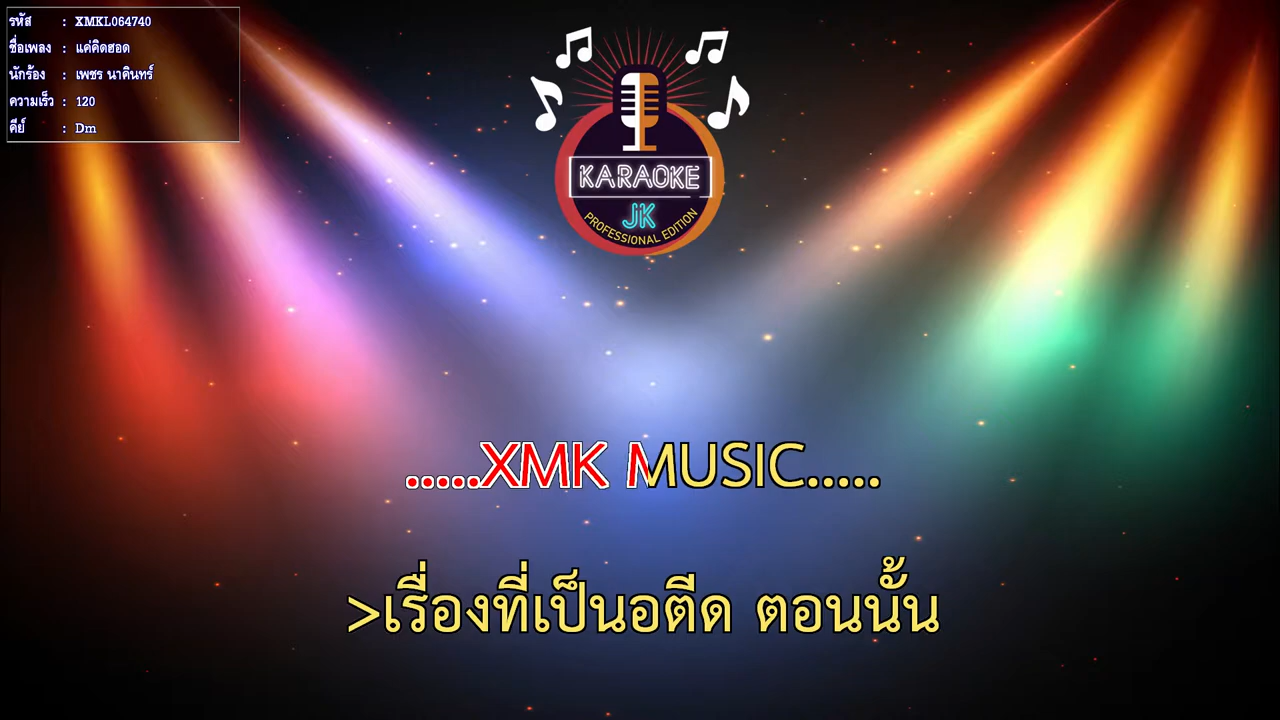 รหัส : XMKL064740
ชื่อเพลง : แค่คิดฮอด
นักร้อง : เพชร นาคินทร์
ความเร็ว : 120
คีย์ : Dm
KARAOKE
JK
PROFESSIONAL EDITION
.....XMK MUSIC.....
>เรื่องที่เป็นอตีด ตอนนั้น